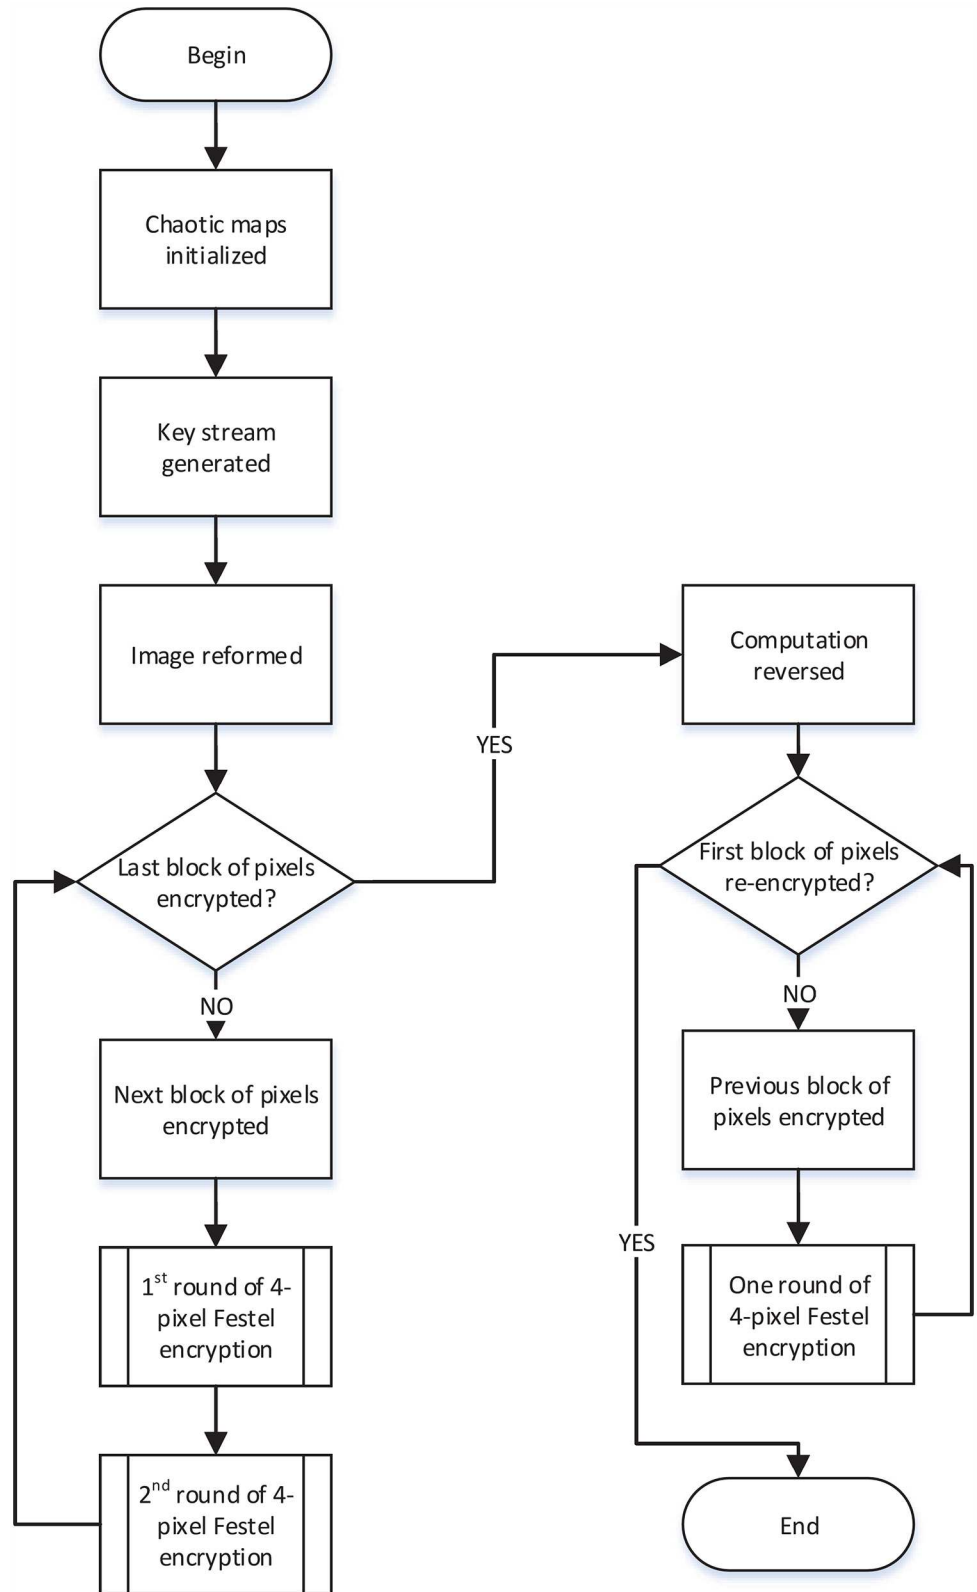 Begin
Chaotic maps
initialized
Key stream
generated
Image reformed
Last block of pixels
encrypted?
YES
NO
Next block of pixels
encrypted
1st round of 4-
pixel Festel
encryption
2nd round of 4-
pixel Festel
encryption
Computation
reversed
First block of pixels
re-encrypted?
NO
Previous block of
pixels encrypted
One round of
4-pixel Festel
encryption
YES
End